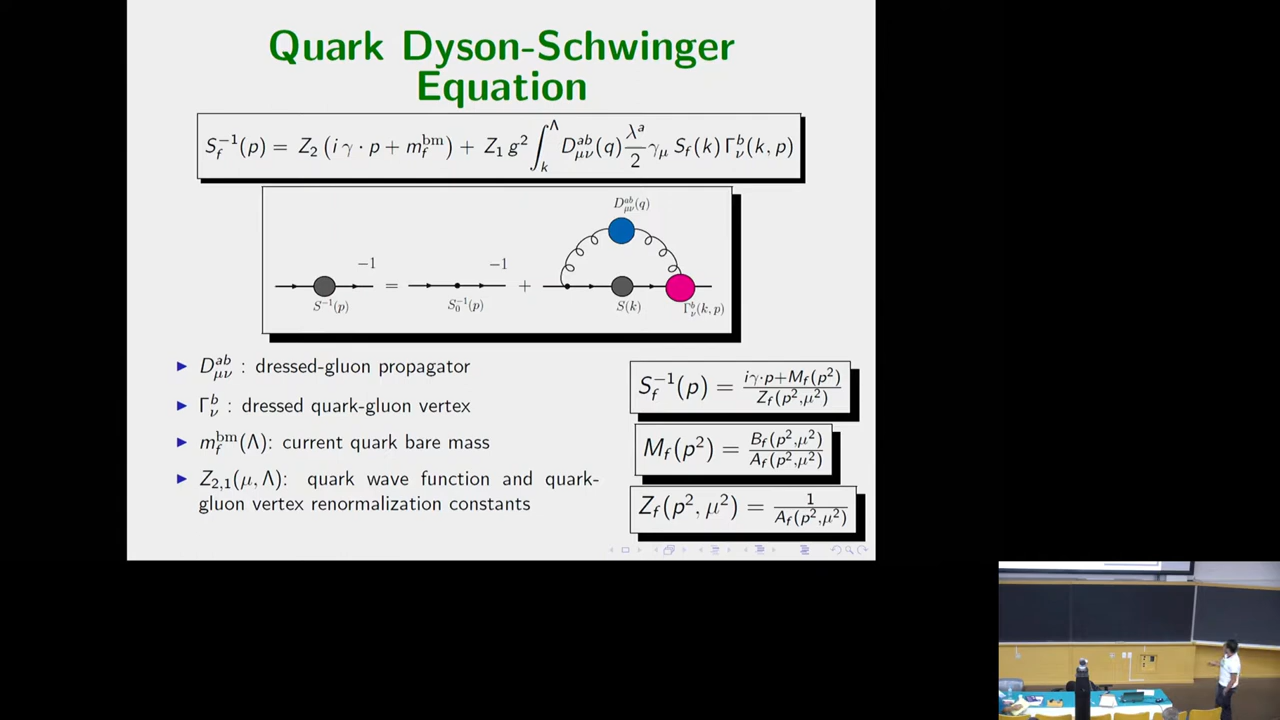 Quark Dyson-Schwinger
Equation
S_f^{-1}(p) = Z_2 (i γ · p + m_f^{bm}) + Z_1 g^2 ∫_k^Λ D_{μν}^{ab}(q) \frac{λ^a}{2} γ_μ S_f(k) Γ_ν^b(k, p)
D_{μν}^{ab}(q)
−1
−1
=
+
S^{-1}(p)
S_0^{-1}(p)
S(k)
Γ_ν^b(k, p)
▶ D_{μν}^{ab} : dressed-gluon propagator
▶ Γ_ν^b : dressed quark-gluon vertex
▶ m_f^{bm}(Λ): current quark bare mass
▶ Z_{2,1}(μ, Λ): quark wave function and quark-
gluon vertex renormalization constants
S_f^{-1}(p) = \frac{iγ·p+M_f(p^2)}{Z_f(p^2,μ^2)}
M_f(p^2) = \frac{B_f(p^2,μ^2)}{A_f(p^2,μ^2)}
Z_f(p^2, μ^2) = \frac{1}{A_f(p^2,μ^2)}